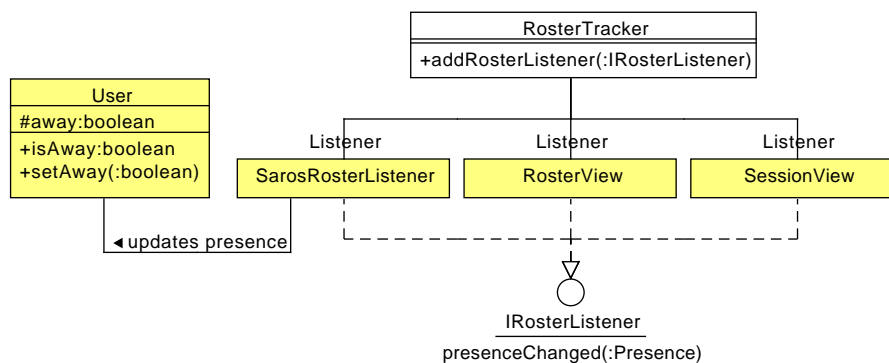 RosterTracker
+addRosterListener(:IRosterListener)
User
#away:boolean
+isAway:boolean
+setAway(:boolean)
Listener
Listener
Listener
SarosRosterListener
RosterView
SessionView
updates presence
IRosterListener
presenceChanged(:Presence)